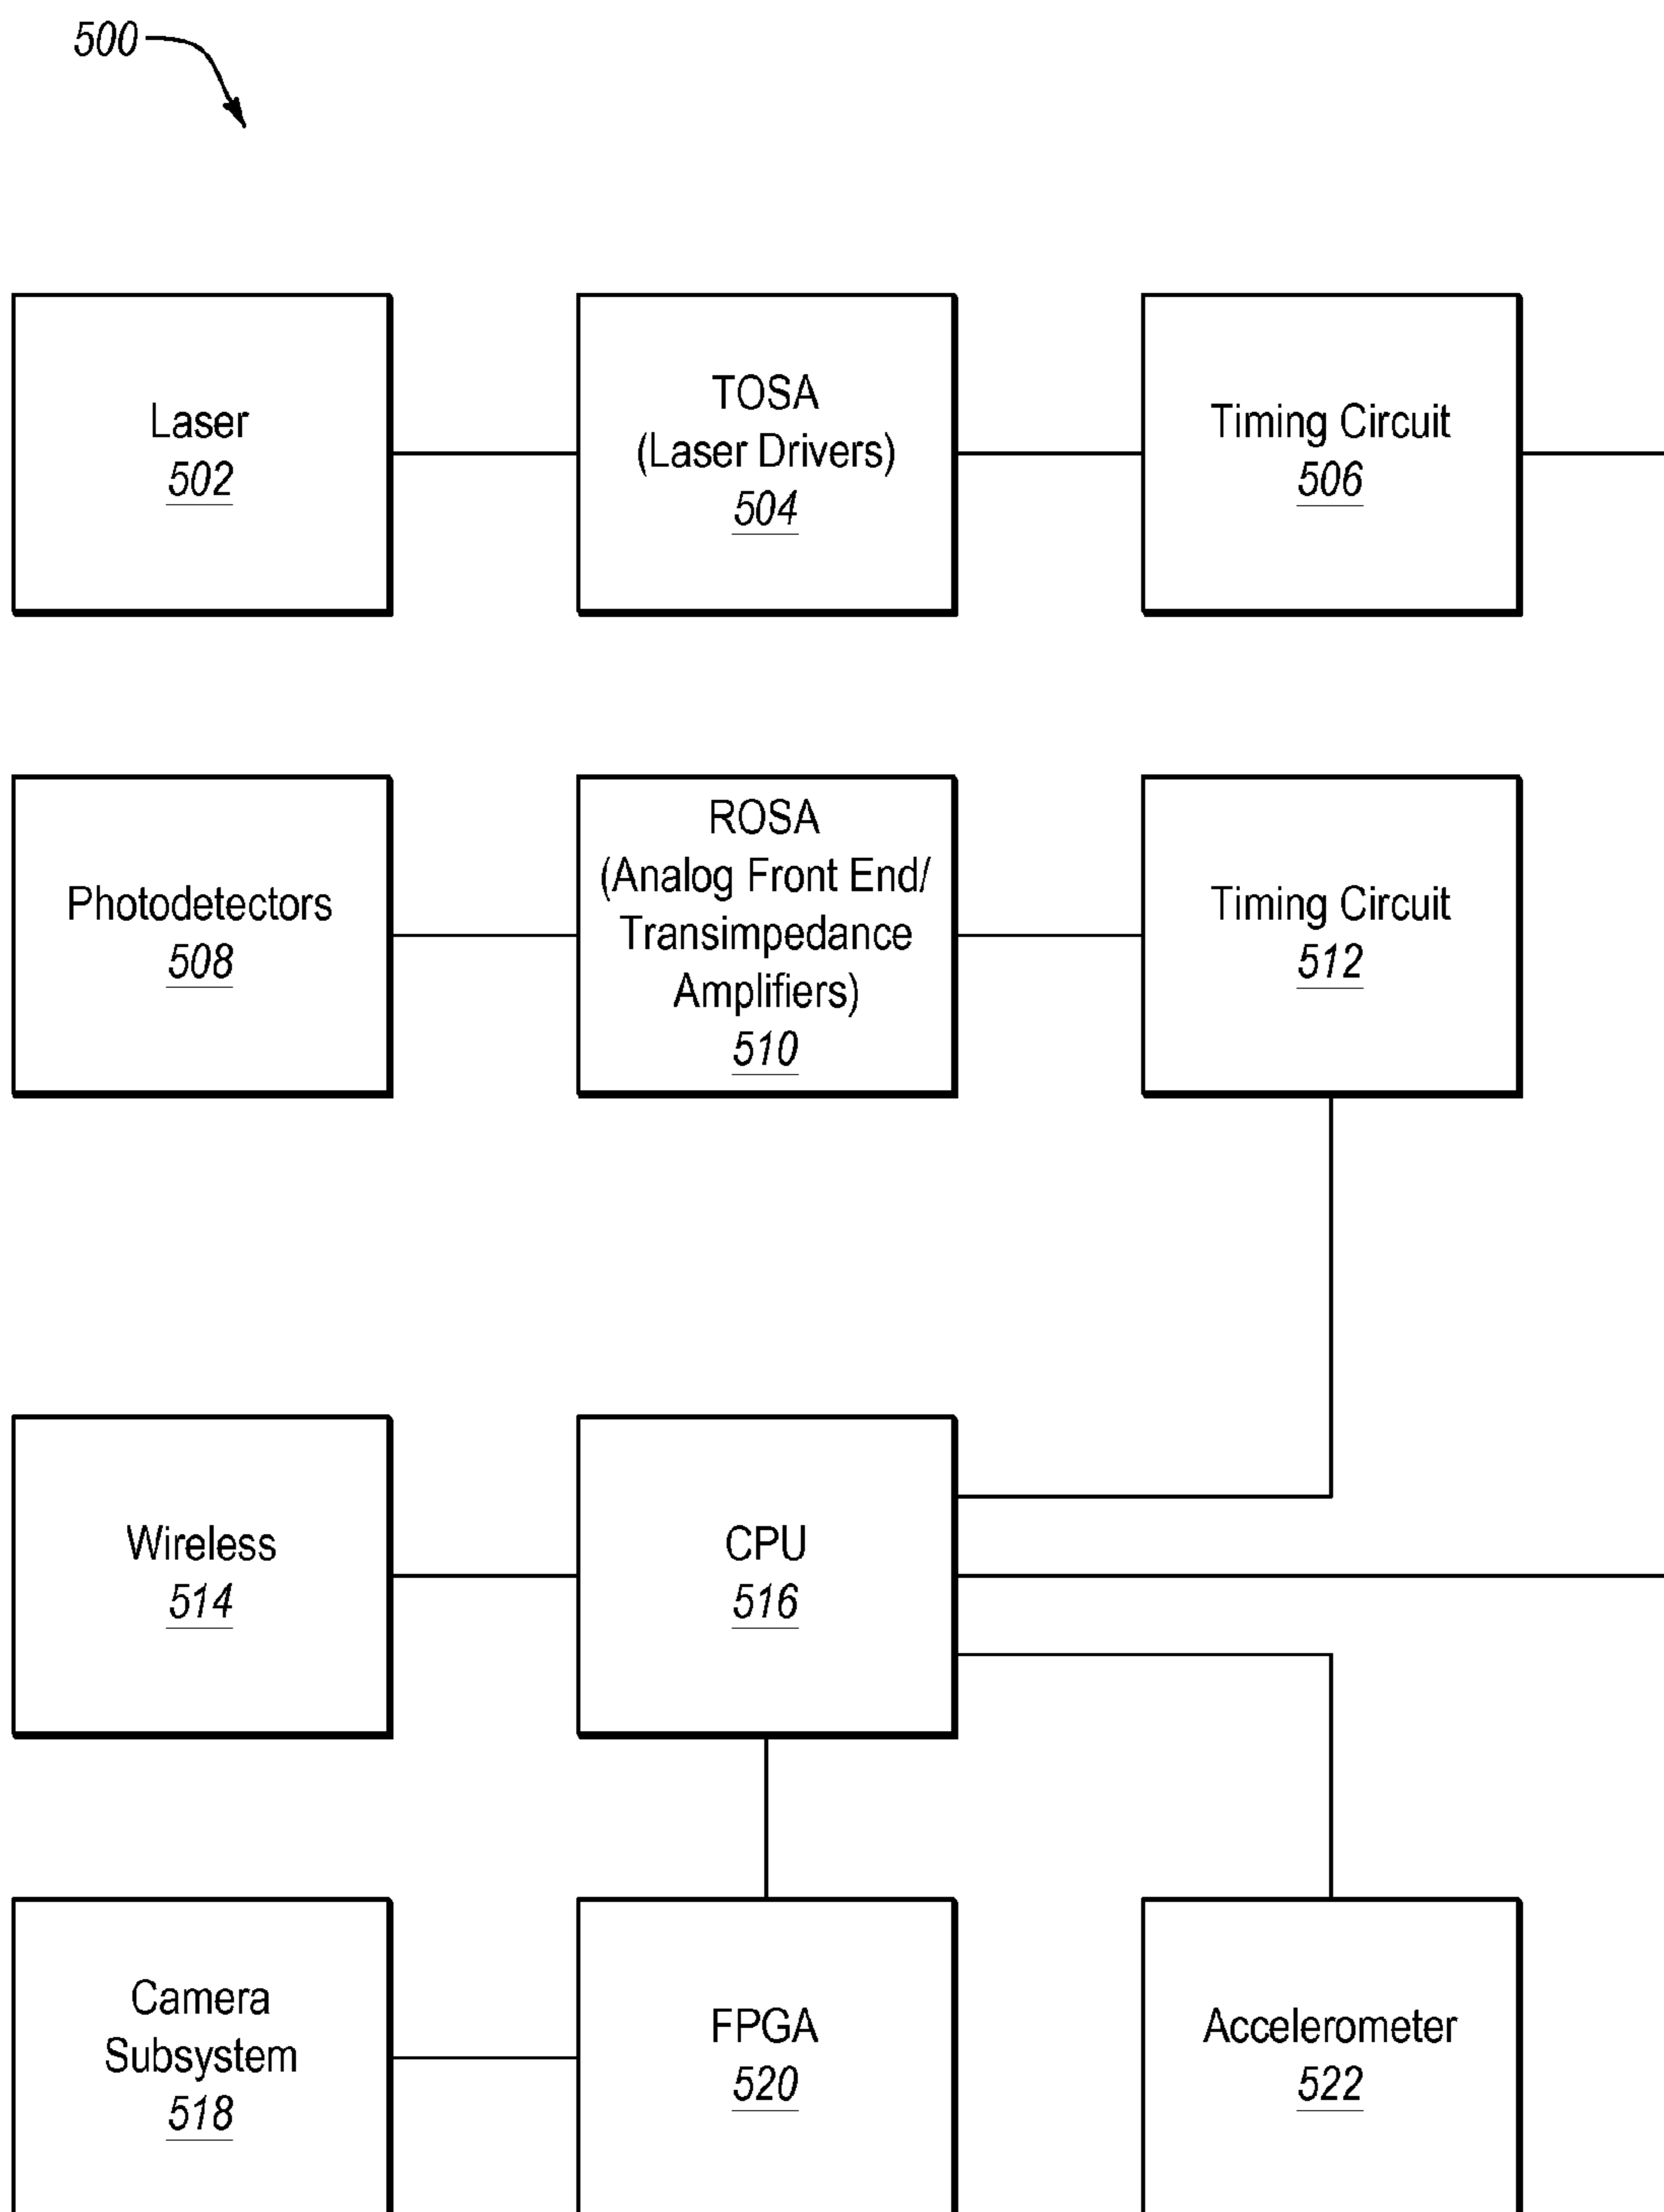 500
Laser
502
TOSA
(Laser Drivers)
504
Timing Circuit
506
Photodetectors
508
ROSA
(Analog Front End/
Transimpedance
Amplifiers)
510
Timing Circuit
512
Wireless
514
CPU
516
Camera
Subsystem
518
FPGA
520
Accelerometer
522